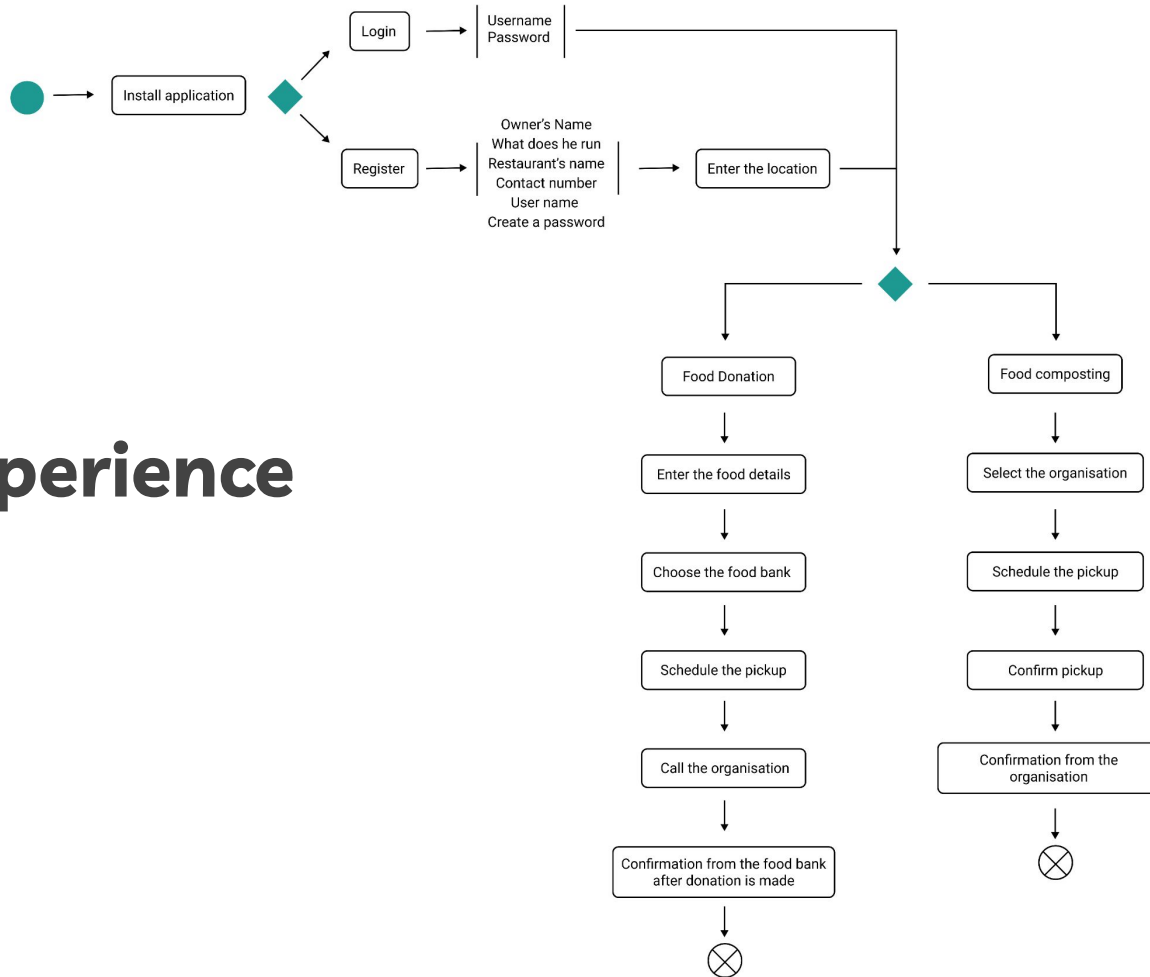 Login
Username
Password
Install application
Owner's Name
What does he run
Restaurant's name
Contact number
User name
Create a password
Register
Enter the location
Food Donation
Food composting
perience
Enter the food details
Select the organisation
Choose the food bank
Schedule the pickup
Schedule the pickup
Confirm pickup
Call the organisation
Confirmation from the
organisation
Confirmation from the food bank
after donation is made